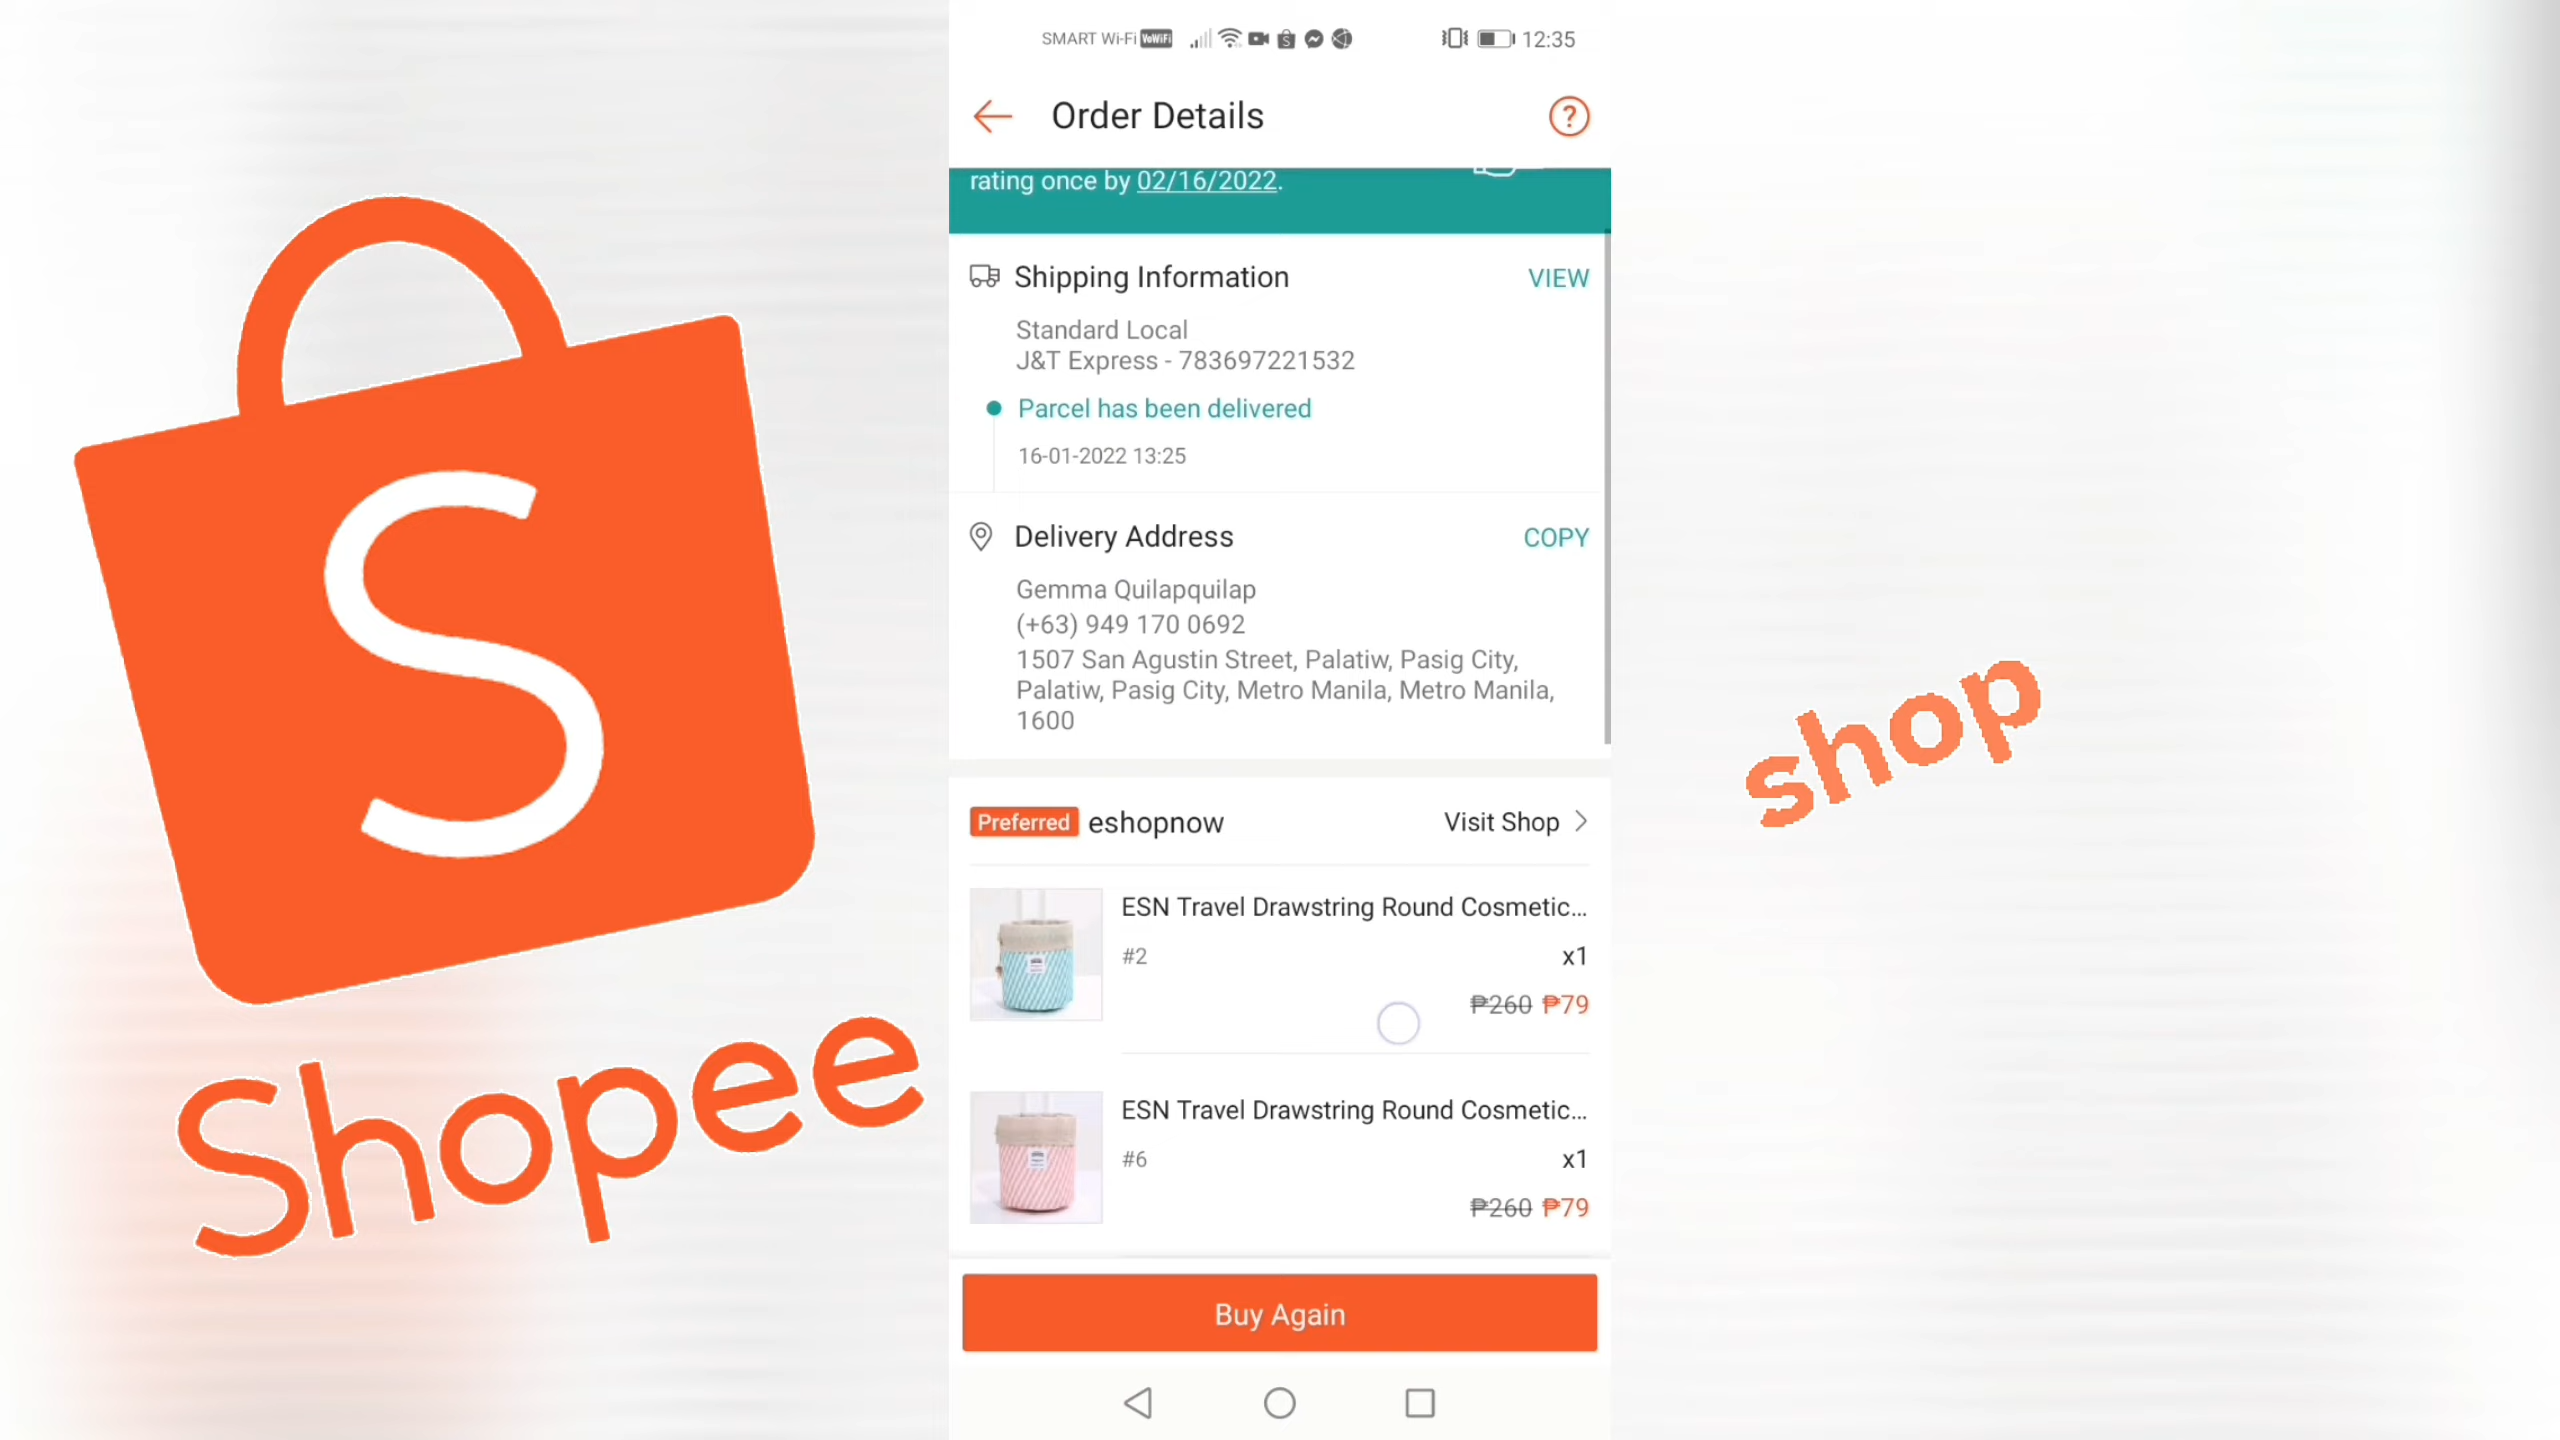 SMART Wi-Fi VoWiFi 12:35
Order Details
?
rating once by 02/16/2022.
Shipping Information VIEW
Standard Local
J&T Express - 783697221532
Parcel has been delivered
16-01-2022 13:25
Delivery Address COPY
Gemma Quilapquilap
(+63) 949 170 0692
1507 San Agustin Street, Palatiw, Pasig City,
Palatiw, Pasig City, Metro Manila, Metro Manila,
1600
Preferred eshopnow Visit Shop
ESN Travel Drawstring Round Cosmetic...
#2 x1
₱260 ₱79
ESN Travel Drawstring Round Cosmetic...
#6 x1
₱260 ₱79
Buy Again
S
Shopee
shop